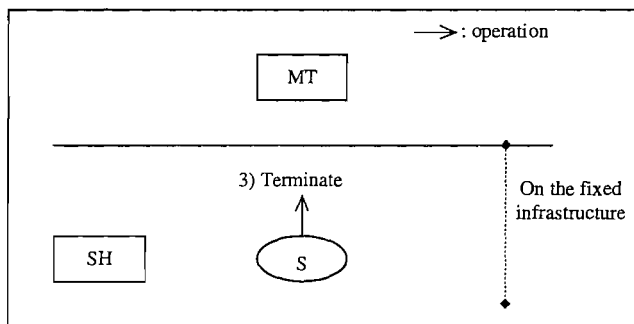 : operation
MT
3) Terminate
On the fixed
infrastructure
SH
S